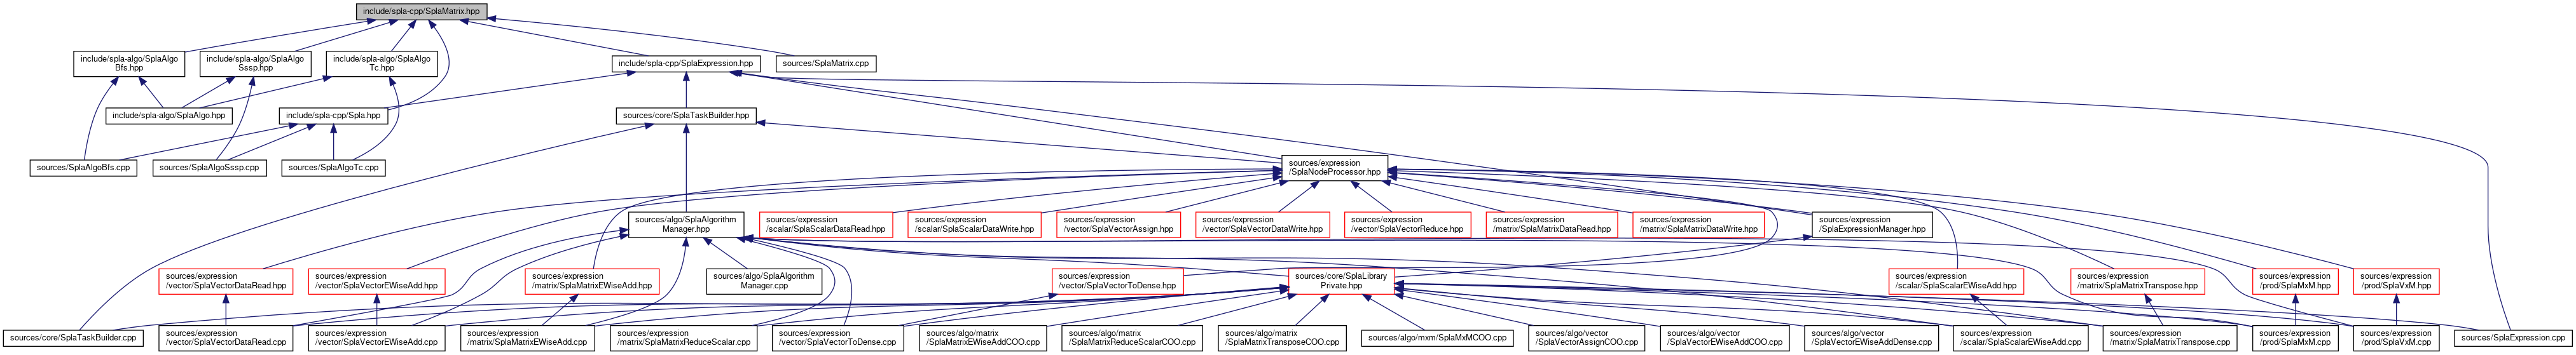 include/spla-cpp/SplaMatrix.hpp
include/spla-algo/SplaAlgo
Bfs.hpp
include/spla-algo/SplaAlgo
Sssp.hpp
include/spla-algo/SplaAlgo
Tc.hpp
include/spla-cpp/SplaExpression.hpp
sources/SplaMatrix.cpp
include/spla-algo/SplaAlgo.hpp
include/spla-cpp/Spla.hpp
sources/core/SplaTaskBuilder.hpp
sources/SplaAlgoBfs.cpp
sources/SplaAlgoSssp.cpp
sources/SplaAlgoTc.cpp
sources/expression
/SplaNodeProcessor.hpp
sources/algo/SplaAlgorithm
Manager.hpp
sources/expression
/scalar/SplaScalarDataRead.hpp
sources/expression
/scalar/SplaScalarDataWrite.hpp
sources/expression
/vector/SplaVectorAssign.hpp
sources/expression
/vector/SplaVectorDataWrite.hpp
sources/expression
/vector/SplaVectorReduce.hpp
sources/expression
/matrix/SplaMatrixDataRead.hpp
sources/expression
/matrix/SplaMatrixDataWrite.hpp
sources/expression
/SplaExpressionManager.hpp
sources/expression
/vector/SplaVectorDataRead.hpp
sources/expression
/vector/SplaVectorEWiseAdd.hpp
sources/expression
/matrix/SplaMatrixEWiseAdd.hpp
sources/algo/SplaAlgorithm
Manager.cpp
sources/expression
/vector/SplaVectorToDense.hpp
sources/core/SplaLibrary
Private.hpp
sources/expression
/scalar/SplaScalarEWiseAdd.hpp
sources/expression
/matrix/SplaMatrixTranspose.hpp
sources/expression
/prod/SplaMxM.hpp
sources/expression
/prod/SplaVxM.hpp
sources/core/SplaTaskBuilder.cpp
sources/expression
/vector/SplaVectorDataRead.cpp
sources/expression
/vector/SplaVectorEWiseAdd.cpp
sources/expression
/matrix/SplaMatrixEWiseAdd.cpp
sources/expression
/matrix/SplaMatrixReduceScalar.cpp
sources/expression
/vector/SplaVectorToDense.cpp
sources/algo/matrix
/SplaMatrixEWiseAddCOO.cpp
sources/algo/matrix
/SplaMatrixReduceScalarCOO.cpp
sources/algo/matrix
/SplaMatrixTransposeCOO.cpp
sources/algo/mxm/SplaMxMCOO.cpp
sources/algo/vector
/SplaVectorAssignCOO.cpp
sources/algo/vector
/SplaVectorEWiseAddCOO.cpp
sources/algo/vector
/SplaVectorEWiseAddDense.cpp
sources/expression
/scalar/SplaScalarEWiseAdd.cpp
sources/expression
/matrix/SplaMatrixTranspose.cpp
sources/expression
/prod/SplaMxM.cpp
sources/expression
/prod/SplaVxM.cpp
sources/SplaExpression.cpp